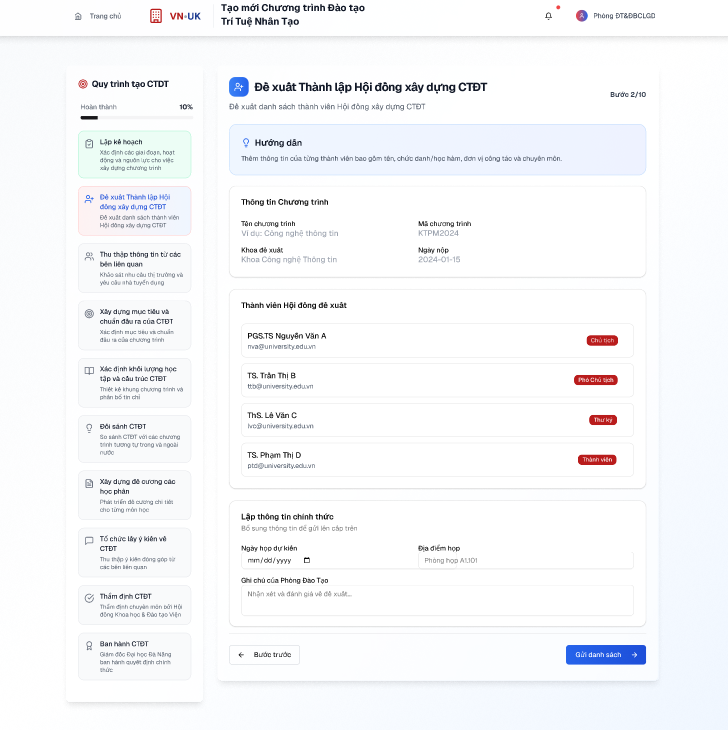 Trang chủ
VN-UK
Tạo mới Chương trình Đào tạo
Trí Tuệ Nhân Tạo
Phòng ĐT&ĐBCLGD
Quy trình tạo CTĐT
Hoàn thành 10%
Lập kế hoạch
Xác định các giai đoạn, hoạt
động và nguồn lực cho việc
xây dựng chương trình
Đề xuất Thành lập Hội
đồng xây dựng CTĐT
Đề xuất danh sách thành viên
Hội đồng xây dựng CTĐT
Thu thập thông tin từ các
bên liên quan
Khảo sát nhu cầu thị trường và
yêu cầu nhà tuyển dụng
Xây dựng mục tiêu và
chuẩn đầu ra của CTĐT
Xác định mục tiêu và chuẩn
đầu ra của chương trình
Xác định khối lượng học
tập và cấu trúc CTĐT
Thiết kế khung chương trình và
phân bổ tín chỉ
Đối sánh CTĐT
So sánh CTĐT với các chương
trình tương tự trong và ngoài
nước
Xây dựng đề cương các
học phần
Phát triển đề cương chi tiết
cho từng môn học
Tổ chức lấy ý kiến về
CTĐT
Thu thập ý kiến đóng góp từ
các bên liên quan
Thẩm định CTĐT
Thẩm định chuyên môn bởi Hội
đồng Khoa học & Đào tạo Viện
Ban hành CTĐT
Giám đốc Đại học Đà Nẵng
ban hành quyết định chính
thức
Đề xuất Thành lập Hội đồng xây dựng CTĐT
Đề xuất danh sách thành viên Hội đồng xây dựng CTĐT
Bước 2/10
Hướng dẫn
Thêm thông tin của từng thành viên bao gồm tên, chức danh/học hàm, đơn vị công tác và chuyên môn.
Thông tin Chương trình
Tên chương trình
Ví dụ: Công nghệ thông tin
Mã chương trình
KTPM2024
Khoa đề xuất
Khoa Công nghệ Thông tin
Ngày nộp
2024-01-15
Thành viên Hội đồng đề xuất
PGS.TS Nguyễn Văn A
nva@university.edu.vn
Chủ tịch
TS. Trần Thị B
ttb@university.edu.vn
Phó Chủ tịch
ThS. Lê Văn C
lvc@university.edu.vn
Thư ký
TS. Phạm Thị D
ptd@university.edu.vn
Thành viên
Lập thông tin chính thức
Bổ sung thông tin để gửi lên cấp trên
Ngày họp dự kiến
mm/dd/yyyy
Địa điểm họp
Phòng họp A1.101
Ghi chú của Phòng Đào Tạo
Nhận xét và đánh giá về đề xuất...
Bước trước
Gửi danh sách